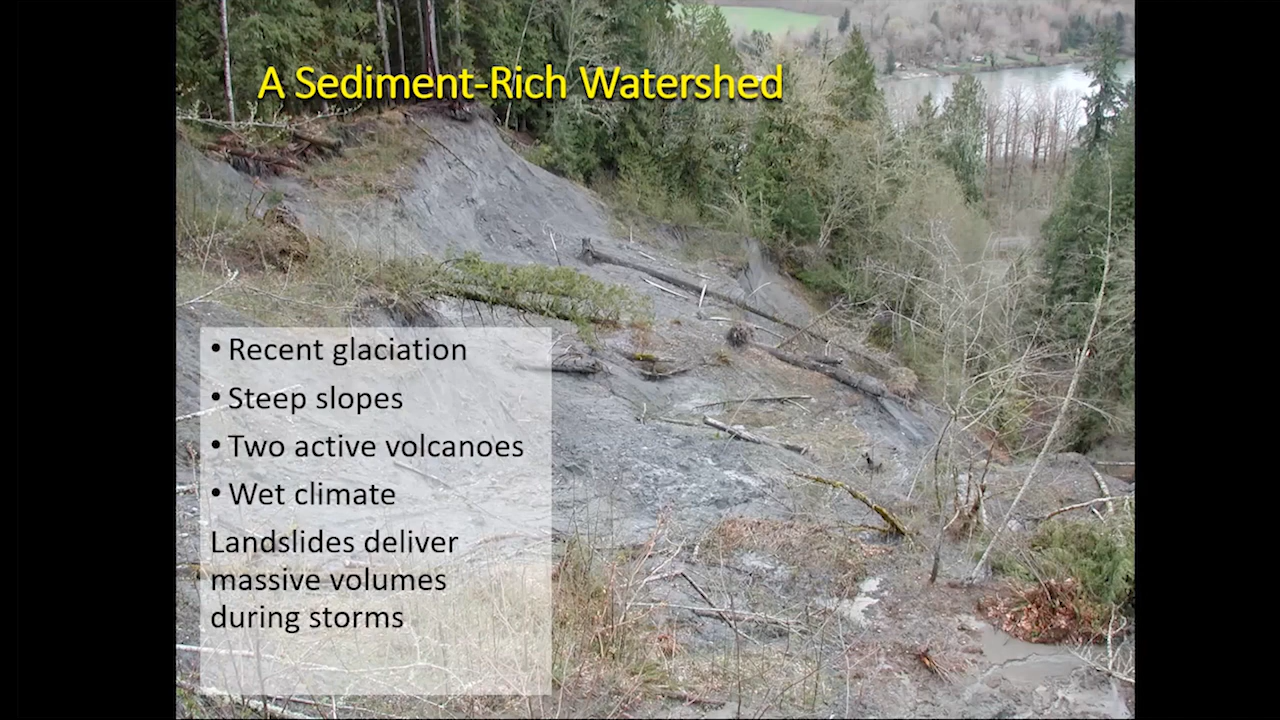 A Sediment-Rich Watershed
• Recent glaciation
• Steep slopes
• Two active volcanoes
• Wet climate
Landslides deliver
massive volumes
during storms